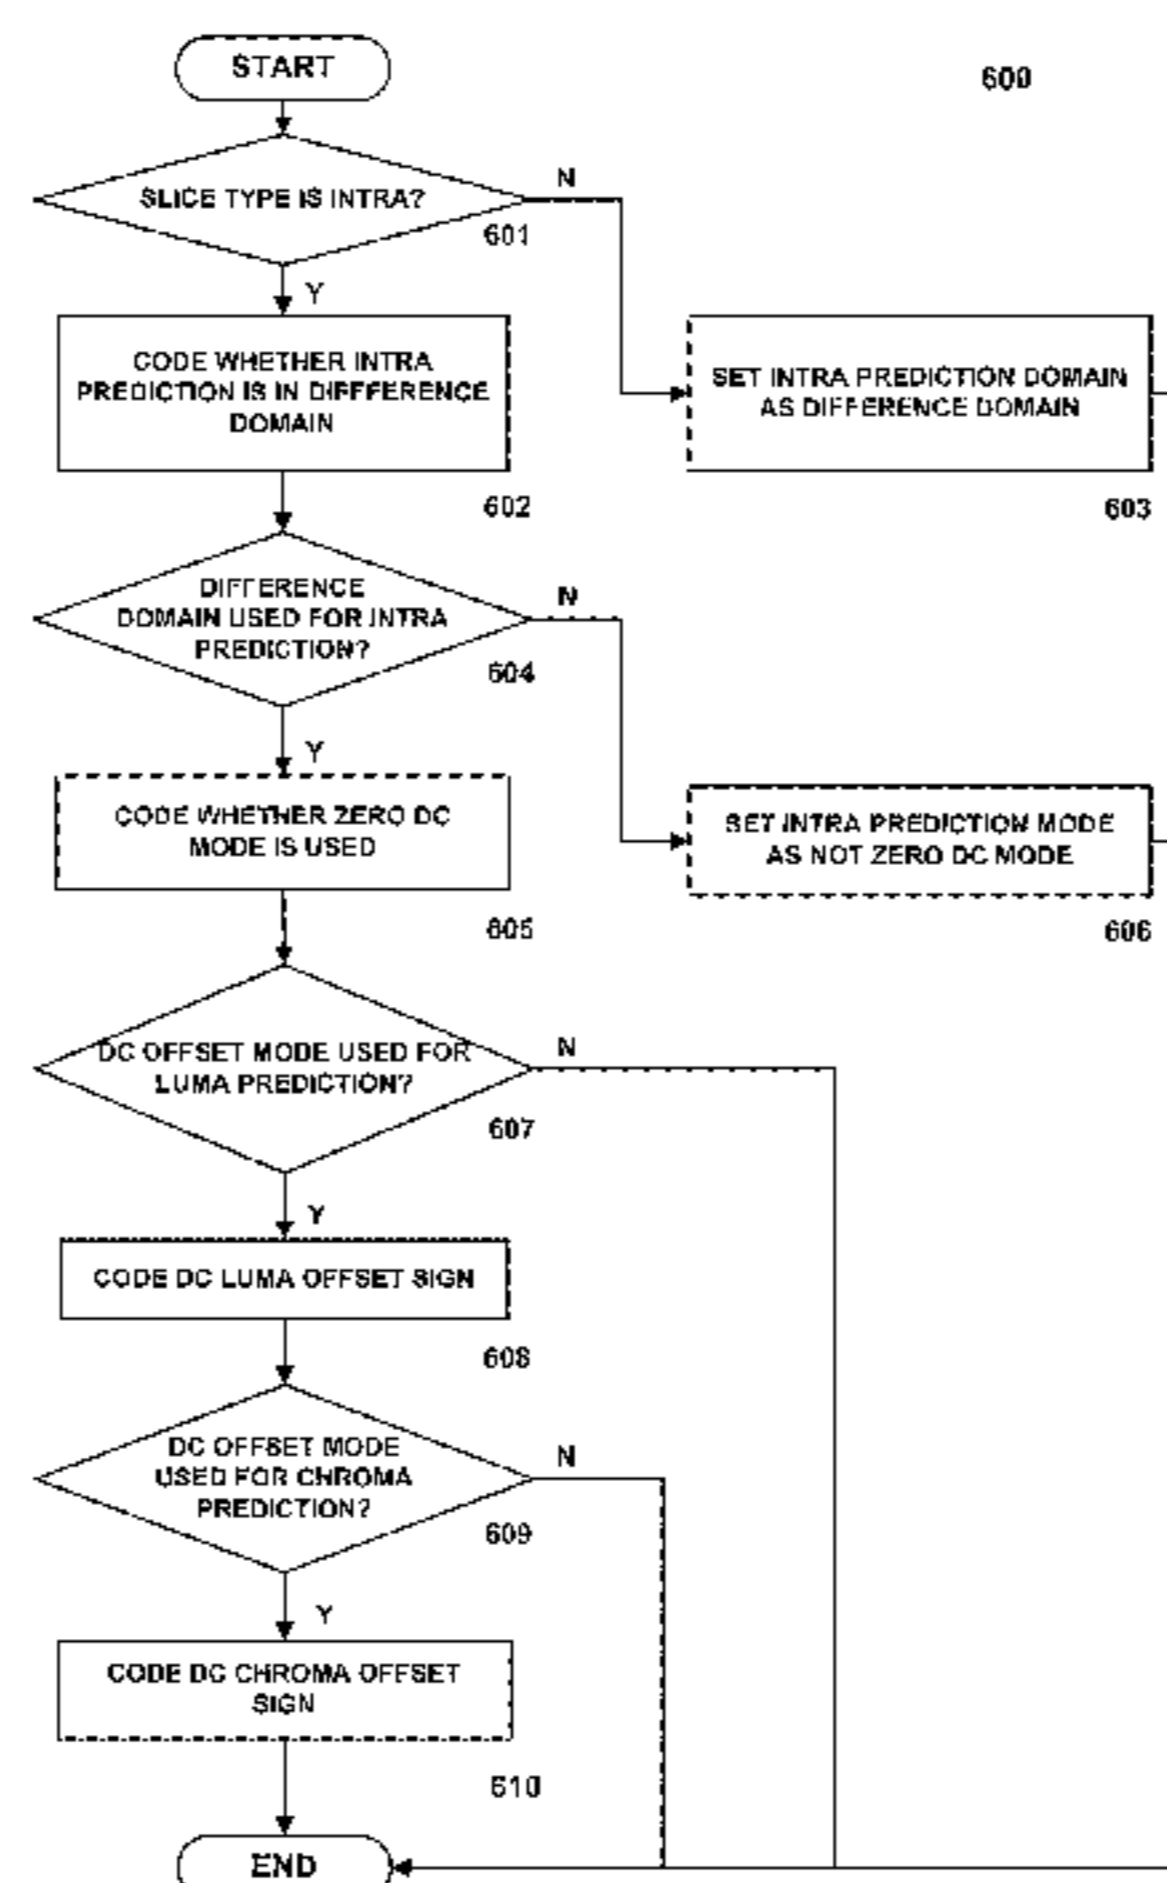 START
600
SLICE TYPE IS INTRA?
N
601
Y
CODE WHETHER INTRA
PREDICTION IS IN DIFFFERENCE
DOMAIN
602
SET INTRA PREDICTION DOMAIN
AS DIFFERENCE DOMAIN
603
DIFFERENCE
DOMAIN USED FOR INTRA
PREDICTION?
N
604
Y
CODE WHETHER ZERO DC
MODE IS USED
605
SET INTRA PREDICTION MODE
AS NOT ZERO DC MODE
606
DC OFFSET MODE USED FOR
LUMA PREDICTION?
N
607
Y
CODE DC LUMA OFFSET SIGN
608
DC OFFSET MODE
USED FOR CHROMA
PREDICTION?
N
609
Y
CODE DC CHROMA OFFSET
SIGN
610
END